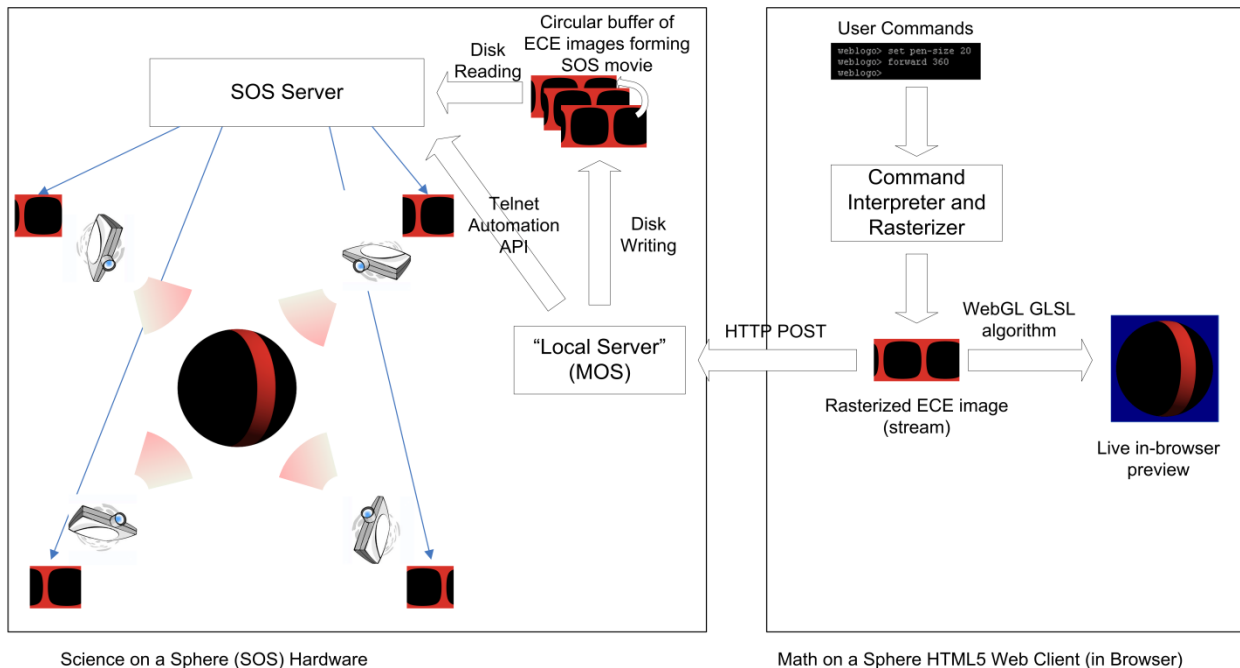 Circular buffer of
ECE images forming
SOS movie
Disk
Reading
SOS Server
Telnet
Automation
API
Disk
Writing
“Local Server”
(MOS)
Science on a Sphere (SOS) Hardware
User Commands
weblogo> set pen-size 20
weblogo> forward 360
weblogo>
Command
Interpreter and
Rasterizer
HTTP POST
WebGL GLSL
algorithm
Rasterized ECE image
(stream)
Live in-browser
preview
Math on a Sphere HTML5 Web Client (in Browser)